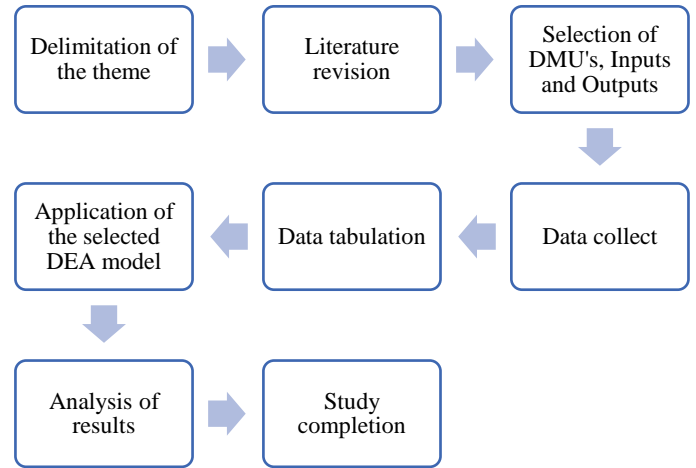 Delimitation of
the theme
Literature
revision
Selection of
DMU's, Inputs
and Outputs
Data collect
Data tabulation
Application of
the selected
DEA model
Analysis of
results
Study
completion